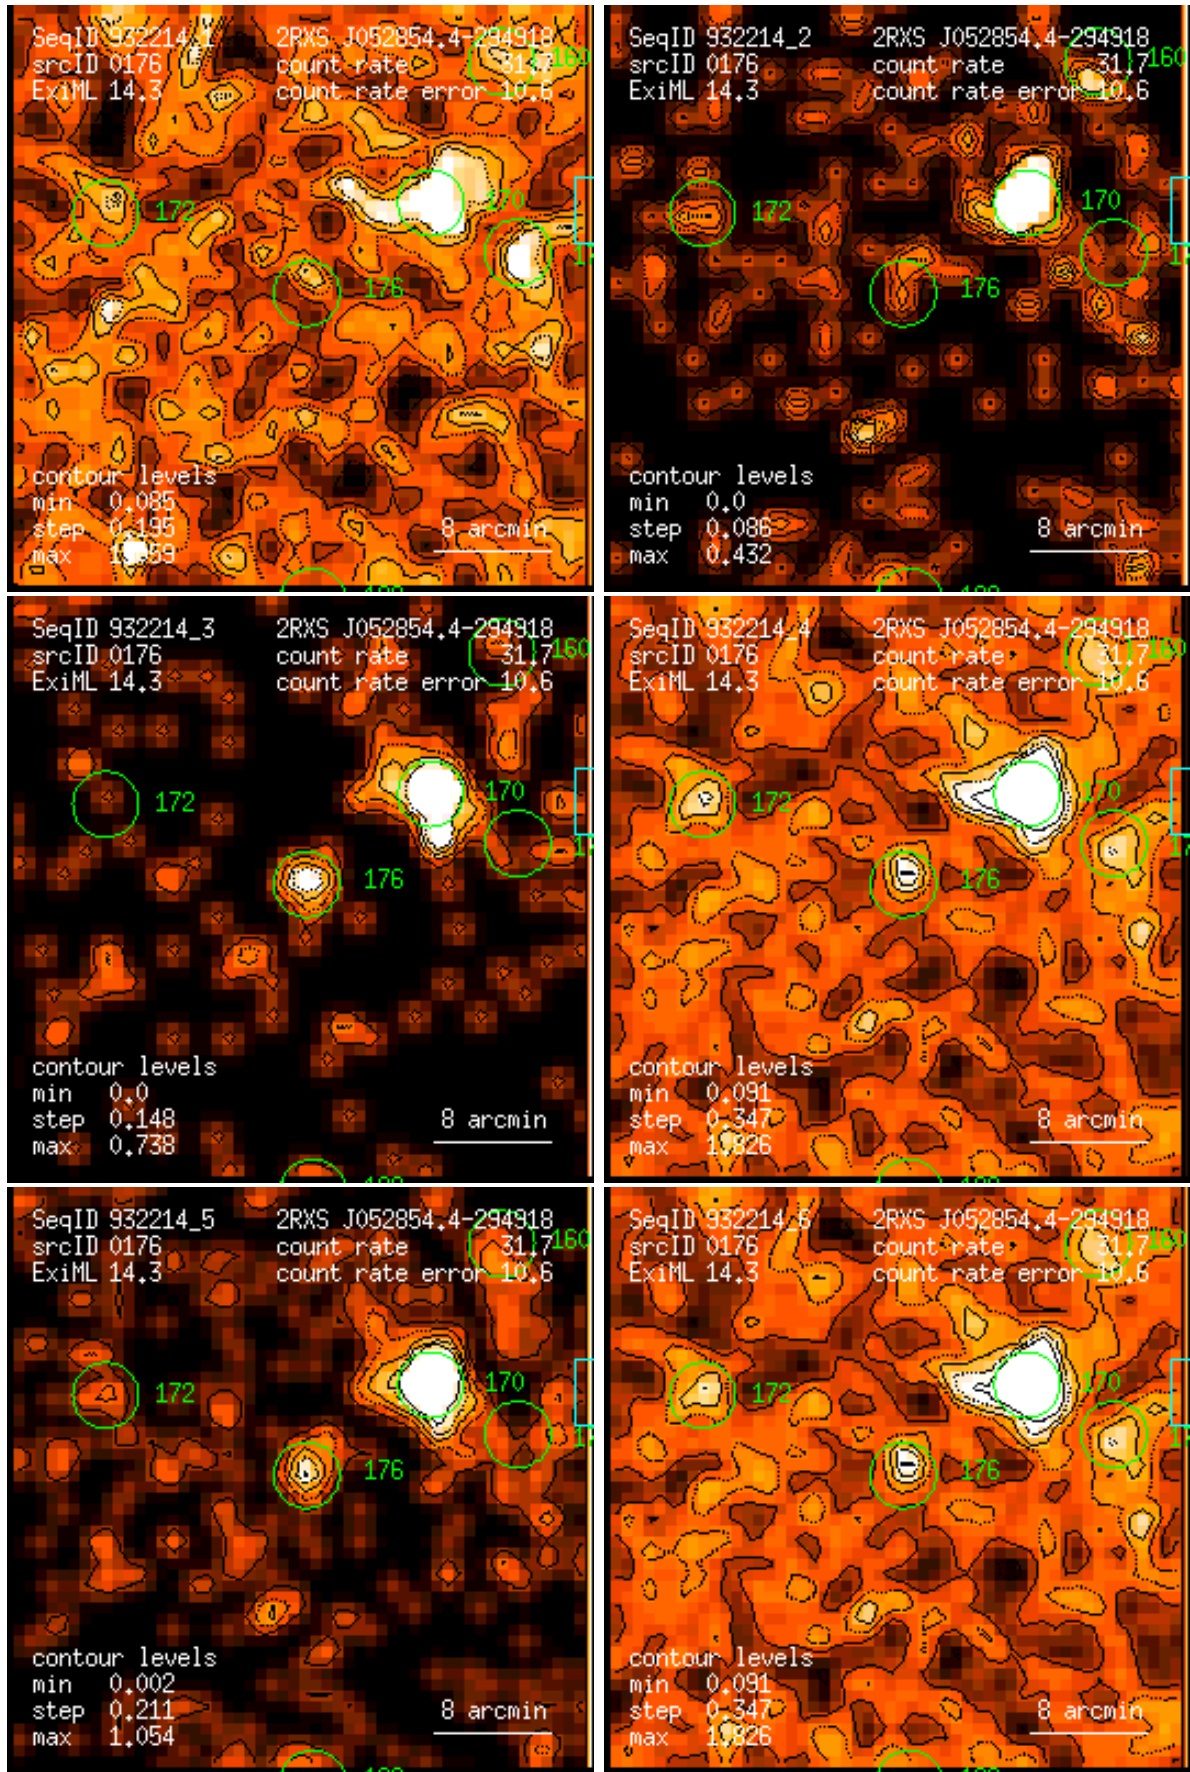 SeqID 932214_1 2RXS J052854.4-294918
srcID 0176 count rate 31.7 160
ExiML 14.3 count rate error 10.6
172 170
176
contour levels
min 0.085
step 0.195 8 arcmin
max
SeqID 932214_2 2RXS J052854.4-294918
srcID 0176 count rate 31.7 160
ExiML 14.3 count rate error 10.6
172 170
176
contour levels
min 0.0
step 0.086 8 arcmin
max 0.432
SeqID 932214_3 2RXS J052854.4-294918
srcID 0176 count rate 31.7 160
ExiML 14.3 count rate error 10.6
172 170
176
contour levels
min 0.0
step 0.148 8 arcmin
max 0.738
SeqID 932214_4 2RXS J052854.4-294918
srcID 0176 count rate 31.7 160
ExiML 14.3 count rate error 10.6
172 170
176
contour levels
min 0.091
step 0.347 8 arcmin
max 1.826
SeqID 932214_5 2RXS J052854.4-294918
srcID 0176 count rate 31.7 160
ExiML 14.3 count rate error 10.6
172 170
176
contour levels
min 0.002
step 0.211 8 arcmin
max 1.054
SeqID 932214_6 2RXS J052854.4-294918
srcID 0176 count rate 31.7 160
ExiML 14.3 count rate error 10.6
172 170
176
contour levels
min 0.091
step 0.347 8 arcmin
max 1.826